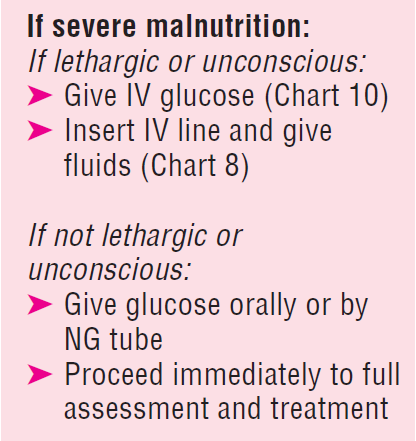 If severe malnutrition:
If lethargic or unconscious:
➤ Give IV glucose (Chart 10)
➤ Insert IV line and give
fluids (Chart 8)
If not lethargic or
unconscious:
➤ Give glucose orally or by
NG tube
➤ Proceed immediately to full
assessment and treatment